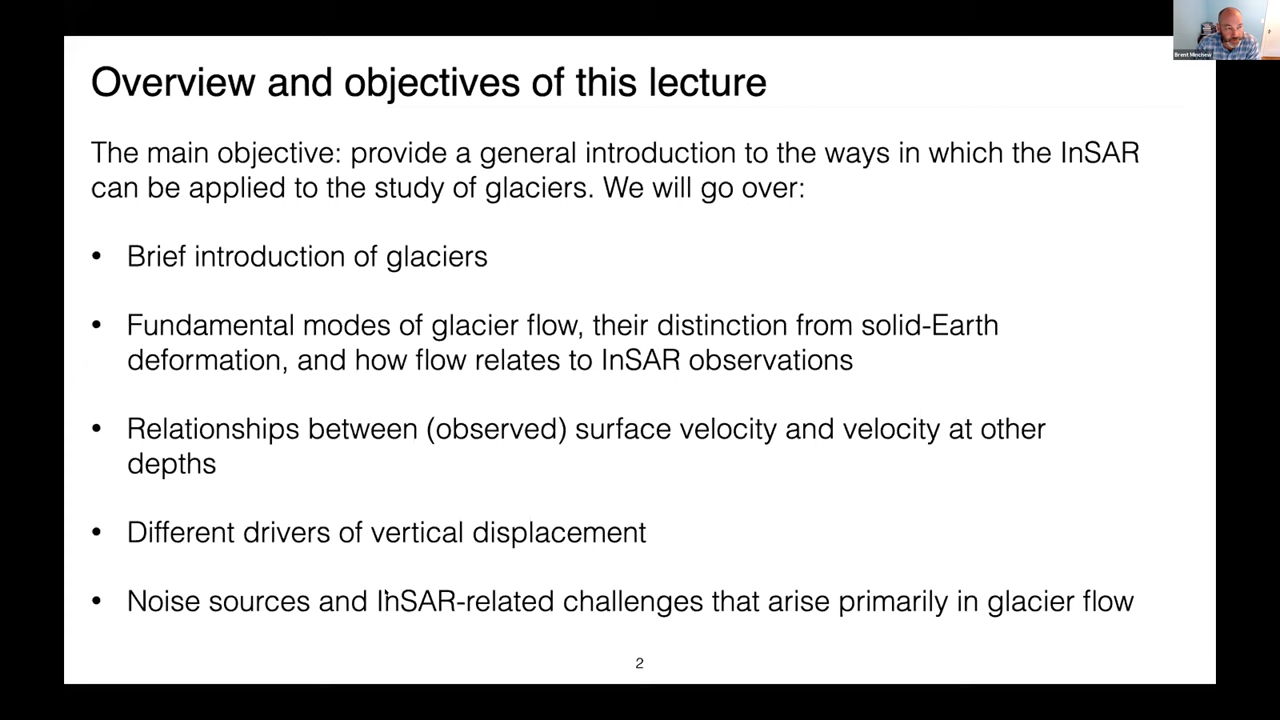 Overview and objectives of this lecture
The main objective: provide a general introduction to the ways in which the InSAR
can be applied to the study of glaciers. We will go over:
• Brief introduction of glaciers
• Fundamental modes of glacier flow, their distinction from solid-Earth
deformation, and how flow relates to InSAR observations
• Relationships between (observed) surface velocity and velocity at other
depths
• Different drivers of vertical displacement
• Noise sources and InSAR-related challenges that arise primarily in glacier flow
2
Brent Minchew